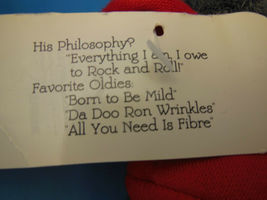 His Philosophy?
"Everything I am, I owe
to Rock and Roll!"
Favorite Oldies:
"Born to Be Mild"
"Da Doo Ron Wrinkles"
"All You Need Is Fibre"